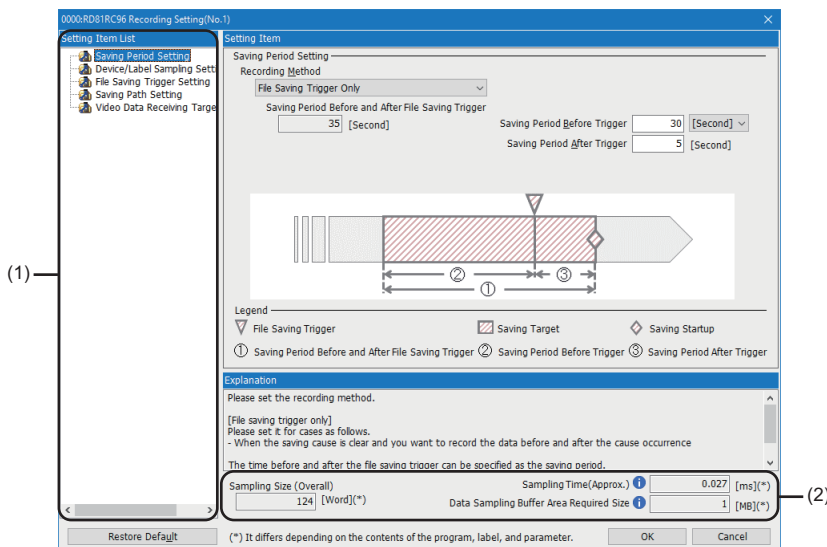 0000:RD81RC96 Recording Setting(No.1)
Setting Item List
Saving Period Setting
Device/Label Sampling Sett
File Saving Trigger Setting
Saving Path Setting
Video Data Receiving Targe
(1)
Setting Item
Saving Period Setting
Recording Method
File Saving Trigger Only
Saving Period Before and After File Saving Trigger
35 [Second]
Saving Period Before Trigger 30 [Second]
Saving Period After Trigger 5 [Second]
② ③
①
Legend
File Saving Trigger Saving Target Saving Startup
① Saving Period Before and After File Saving Trigger ② Saving Period Before Trigger ③ Saving Period After Trigger
Explanation
Please set the recording method.
[File saving trigger only]
Please set it for cases as follows.
- When the saving cause is clear and you want to record the data before and after the cause occurrence
The time before and after the file saving trigger can be specified as the saving period.
Sampling Size (Overall)
124 [Word](*)
Sampling Time(Approx.) 0.027 [ms](*)
Data Sampling Buffer Area Required Size 1 [MB](*)
(2)
Restore Default (*) It differs depending on the contents of the program, label, and parameter. OK Cancel